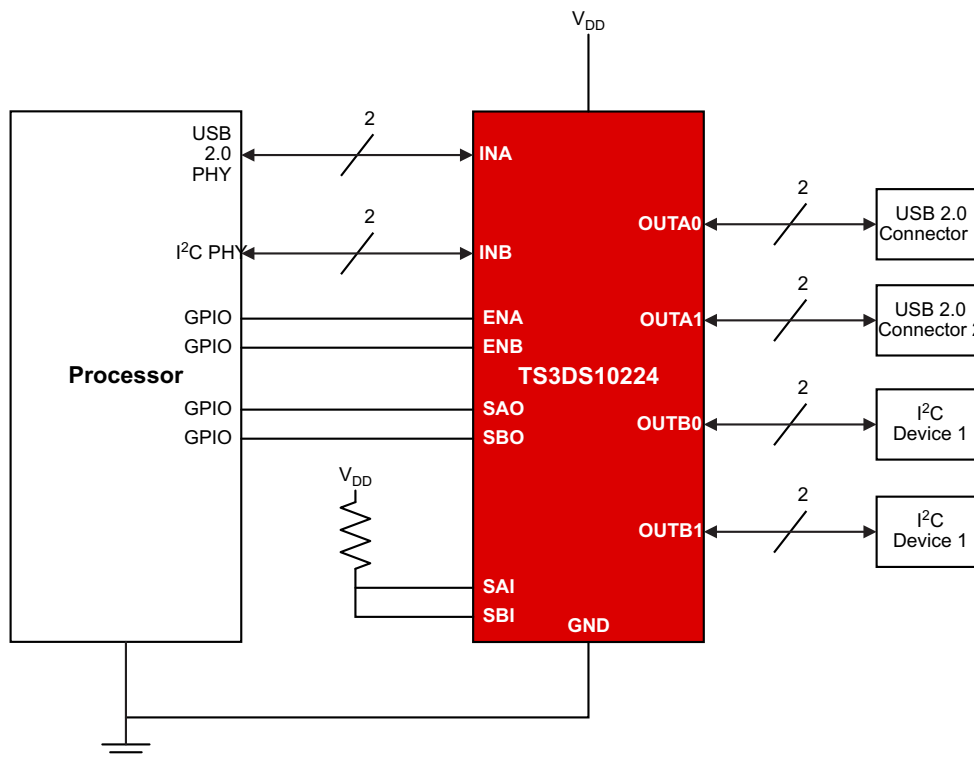 V_DD
USB
2.0
PHY
2
INA
I²C PHY
2
INB
GPIO
ENA
GPIO
ENB
Processor
TS3DS10224
GPIO
SAO
GPIO
SBO
V_DD
SAI
SBI
GND
OUTA0
2
USB 2.0
Connector
OUTA1
2
USB 2.0
Connector 2
OUTB0
2
I²C
Device 1
OUTB1
2
I²C
Device 1